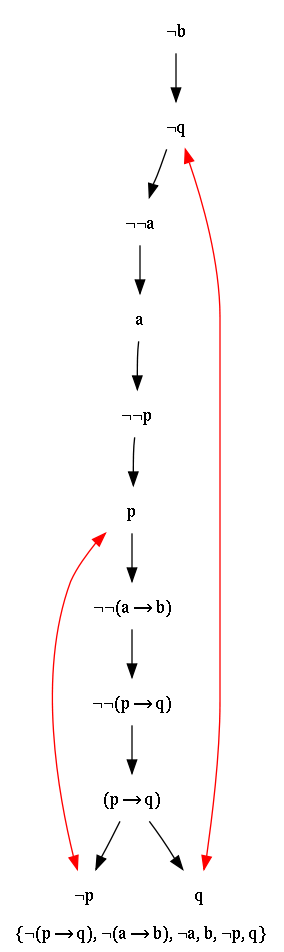 ¬b
¬q
¬¬a
a
¬¬p
p
¬¬(a→b)
¬¬(p→q)
(p→q)
¬p q
{¬(p→q), ¬(a→b), ¬a, b, ¬p, q}